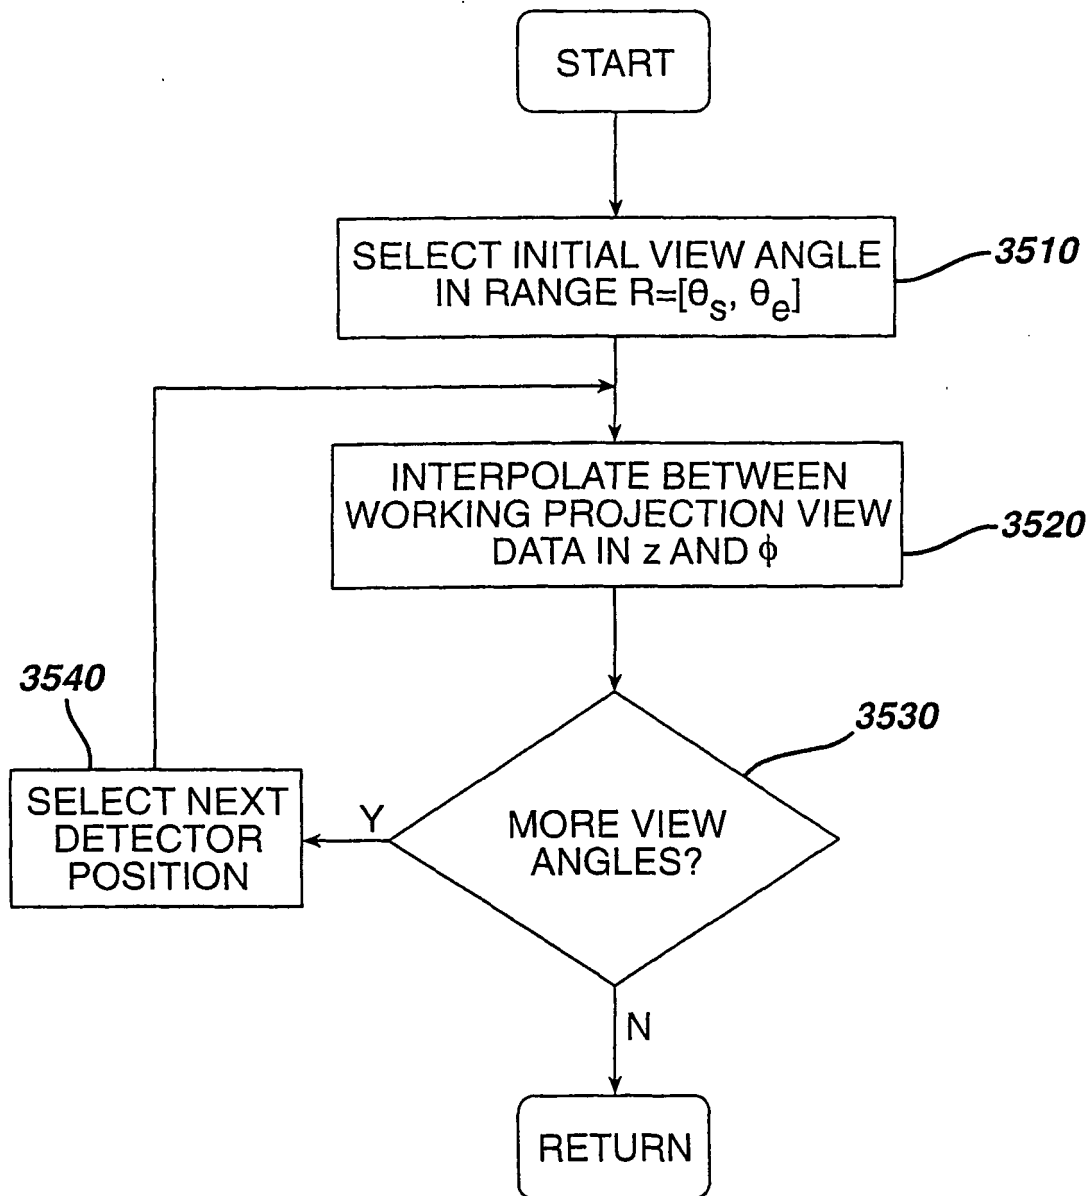 START
SELECT INITIAL VIEW ANGLE
IN RANGE R=[θs, θe]
3510
INTERPOLATE BETWEEN
WORKING PROJECTION VIEW
DATA IN z AND ϕ
3520
3540
SELECT NEXT
DETECTOR
POSITION
Y
3530
MORE VIEW
ANGLES?
N
RETURN